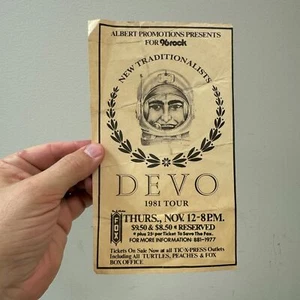 ALBERT PROMOTIONS PRESENTS
FOR 96rock
NEW TRADITIONALISTS
DEVO
1981 TOUR
FOX
THURS., NOV. 12-8 P.M.
$9.50 & $8.50 * RESERVED
* plus 25¢ per Ticket To Save The Fox.
FOR MORE INFORMATION 881-1977
Tickets On Sale Now at all TIC-X-PRESS Outlets
Including All TURTLES, PEACHES & FOX
BOX OFFICE